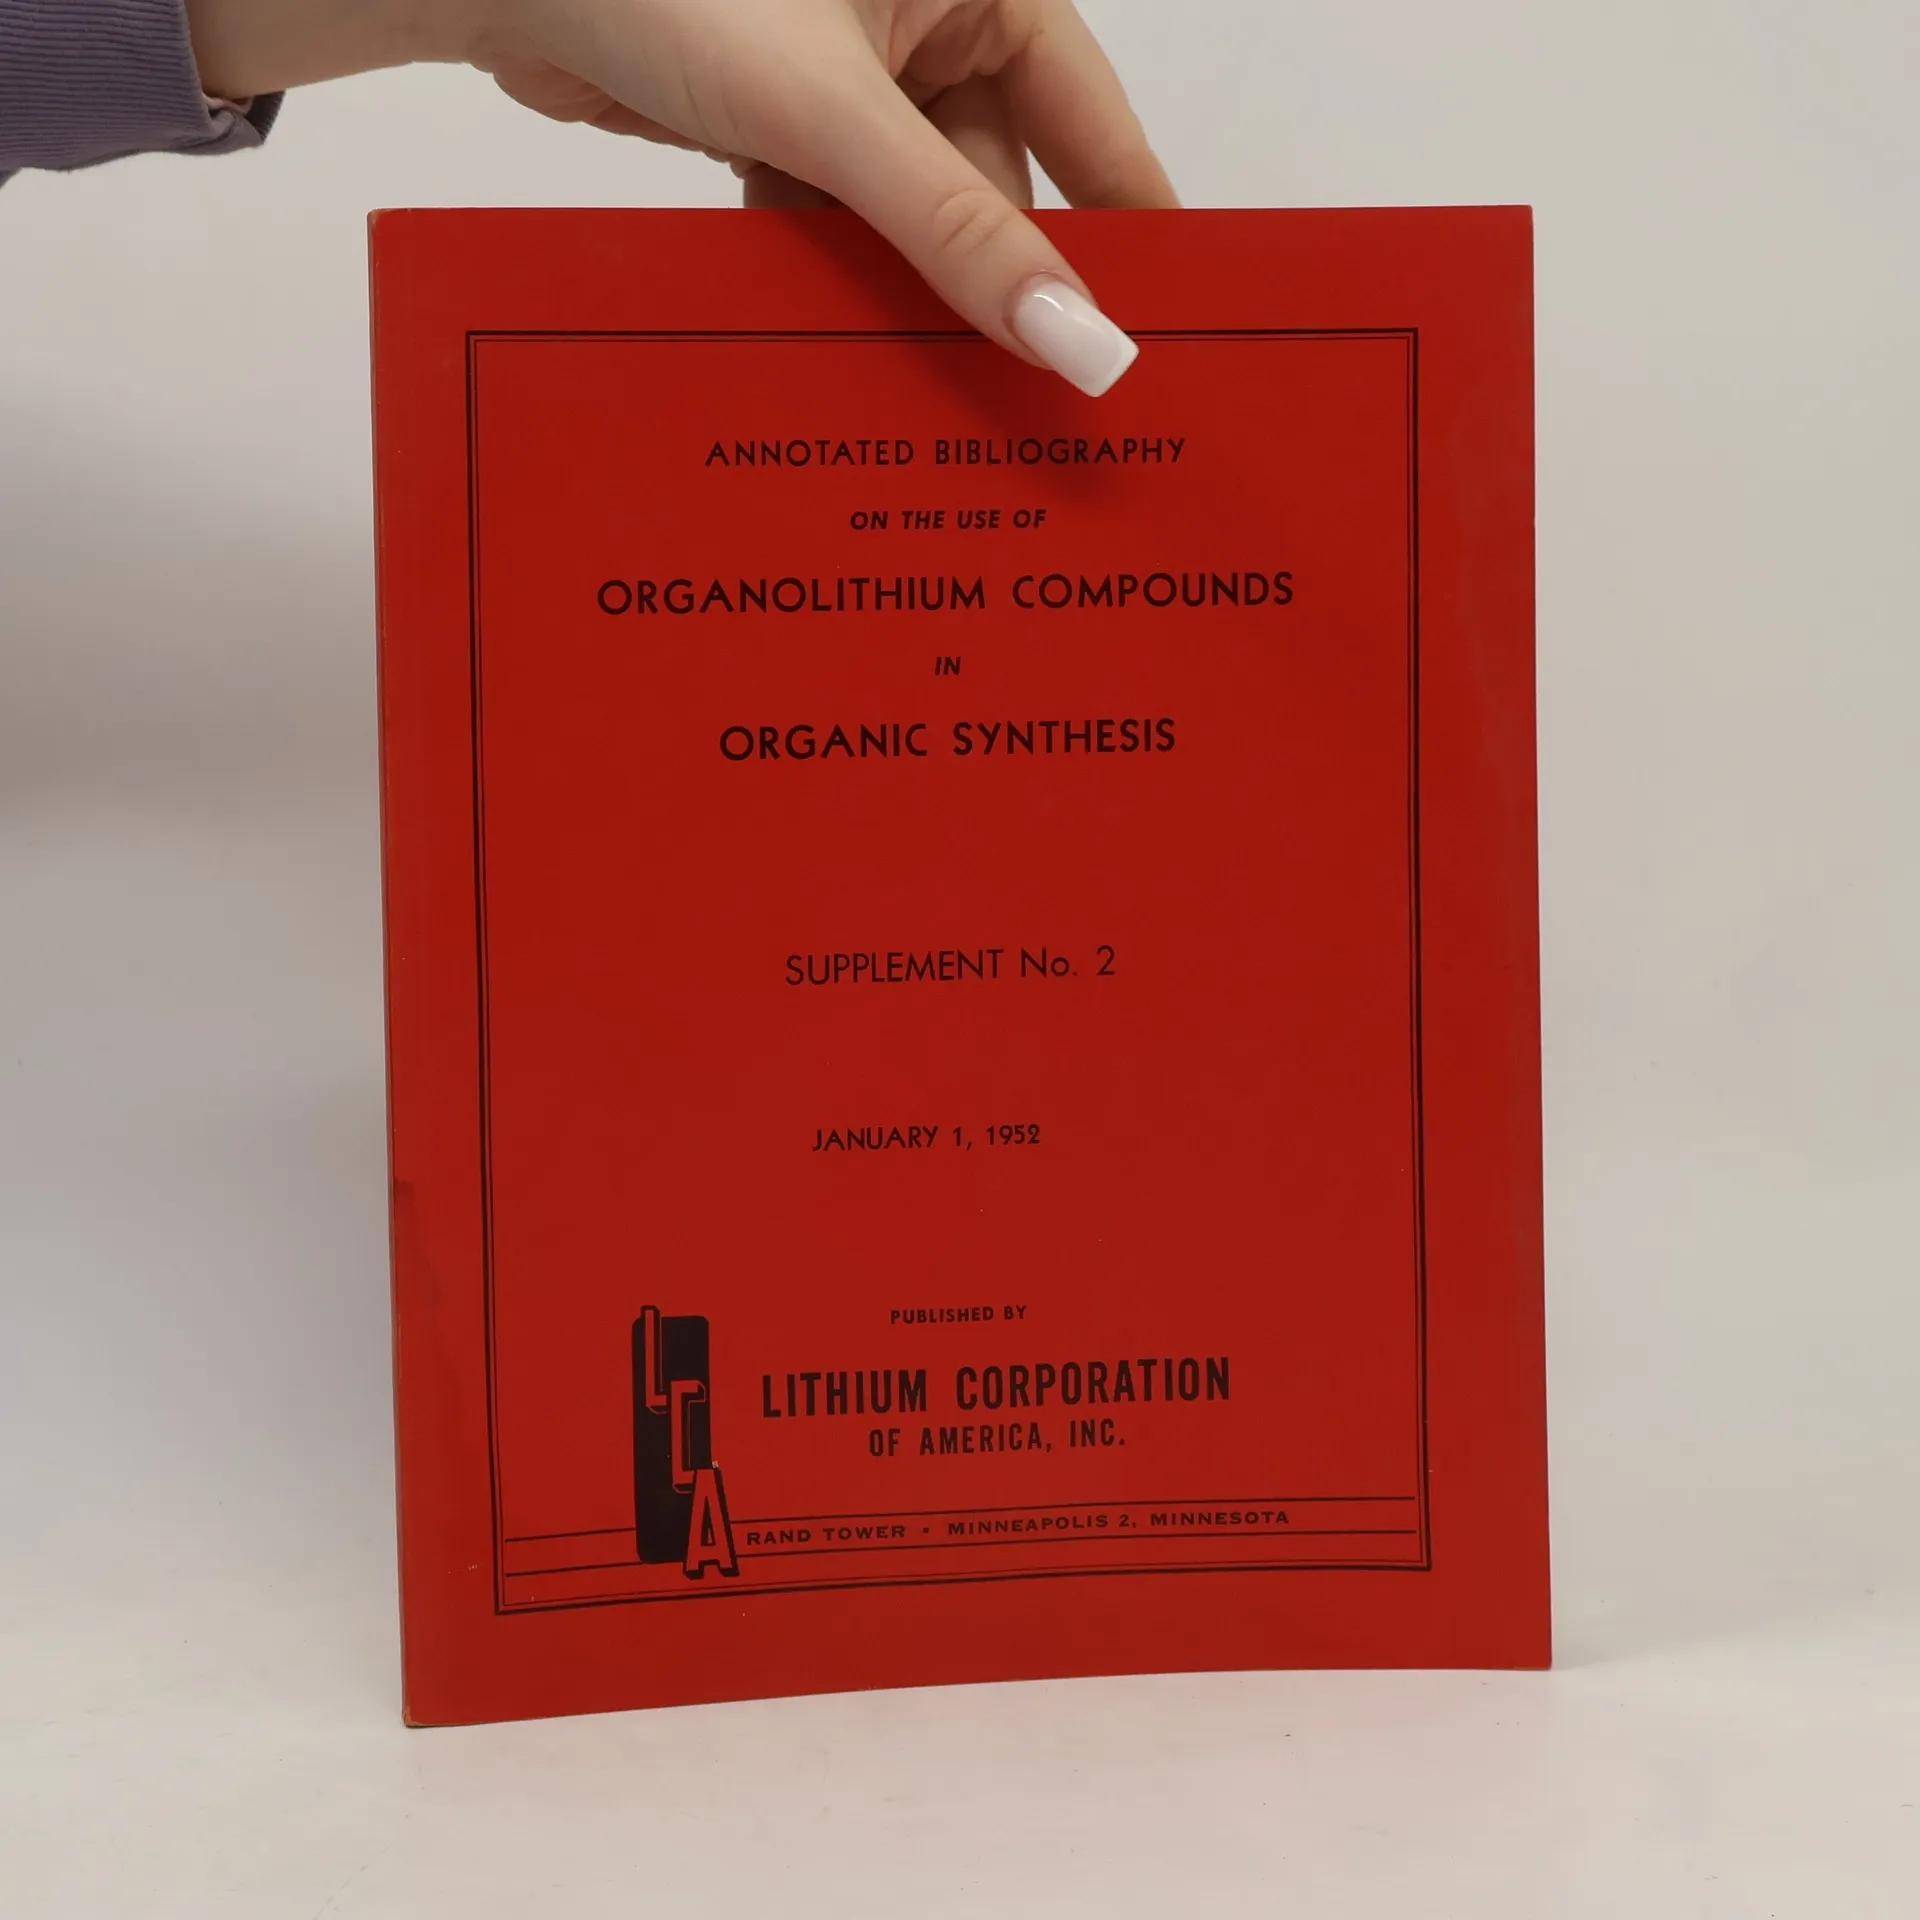 ANNOTATED BIBLIOGRAPHY
ON THE USE OF
ORGANOLITHIUM COMPOUNDS
IN
ORGANIC SYNTHESIS
SUPPLEMENT No. 2
JANUARY 1, 1952
PUBLISHED BY
LITHIUM CORPORATION
OF AMERICA, INC.
LCA
RAND TOWER • MINNEAPOLIS 2, MINNESOTA